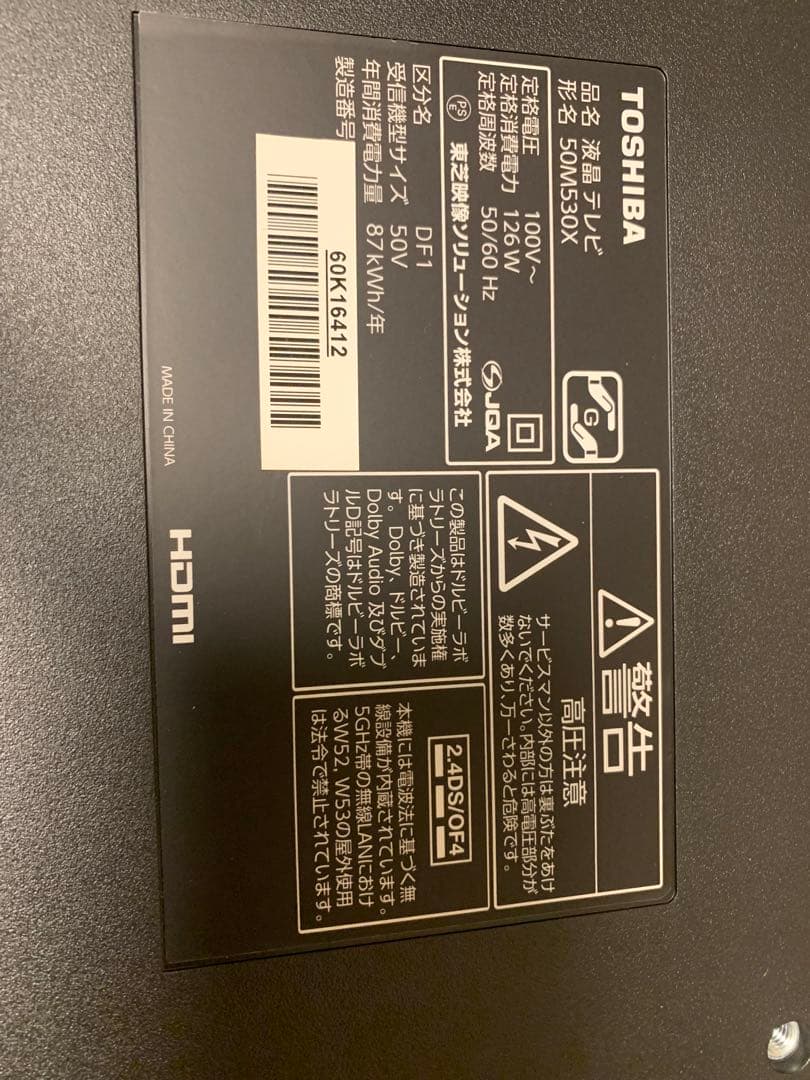 TOSHIBA
品名 液晶テレビ
形名 50M530X
G
定格電圧 100V～
定格消費電力 126W
定格周波数 50/60 Hz
PS
E
東芝映像ソリューション株式会社
JQA
区分名 DF1
受信機型サイズ 50V
年間消費電力量 87kWh/年
製造番号
60K16412
MADE IN CHINA
HDMI
警告
高圧注意
サービスマン以外の方は裏ぶたをあけ
ないでください。内部には高電圧部分が
数多くあり、万一さわると危険です。
この製品はドルビーラボ
ラトリーズからの実施権
に基づき製造されていま
す。Dolby、ドルビー、
Dolby Audio 及びダブ
ルD記号はドルビーラボ
ラトリーズの商標です。
2.4DS/OF4
本機には電波法に基づく無
線設備が内蔵されています。
5GHz帯の無線LANにおけ
るW52、W53の屋外使用
は法令で禁止されています。